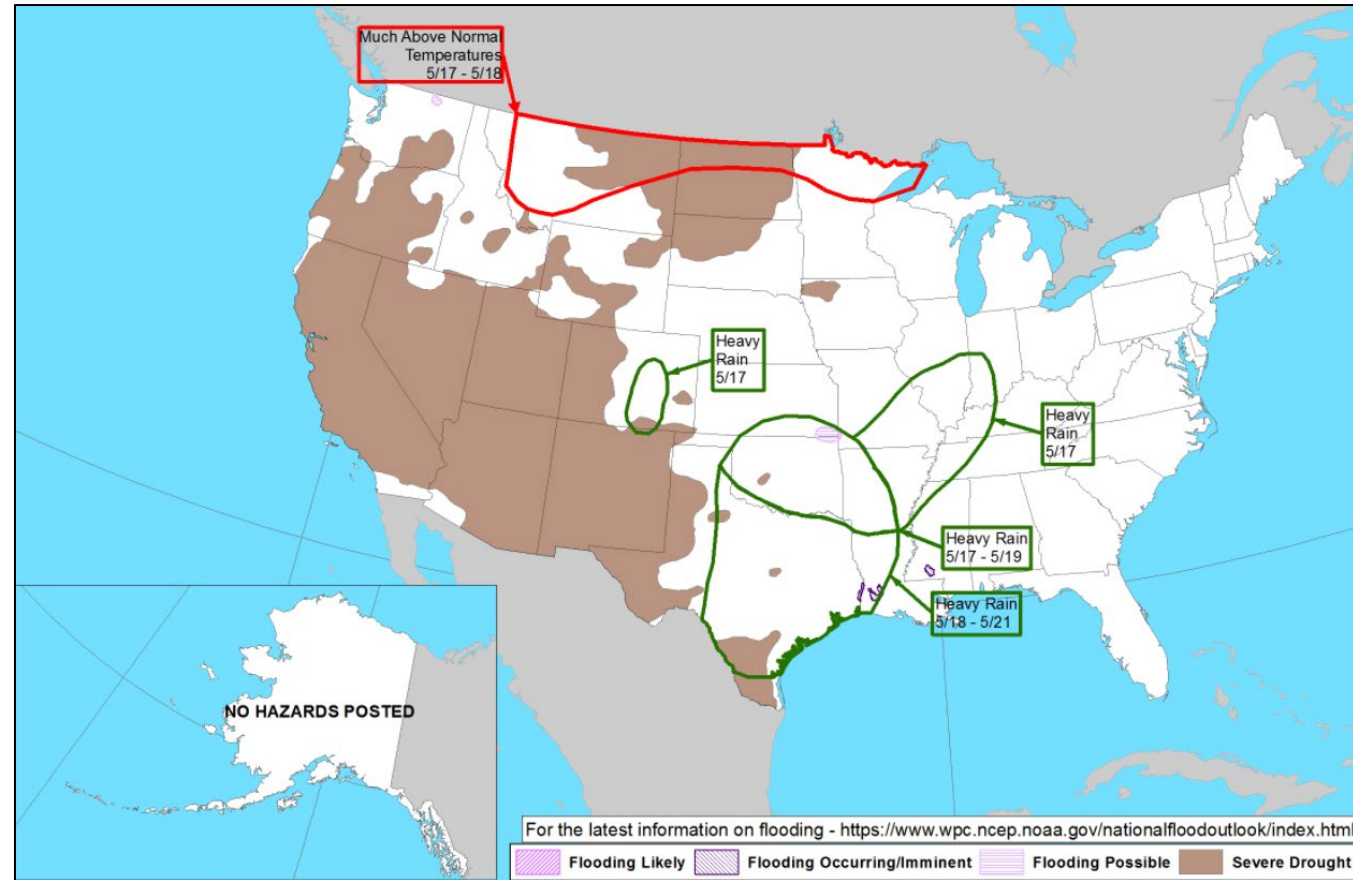 Much Above Normal
Temperatures
5/17 - 5/18
Heavy
Rain
5/17
Heavy
Rain
5/17
Heavy Rain
5/17 - 5/19
Heavy Rain
5/18 - 5/21
NO HAZARDS POSTED
For the latest information on flooding - https://www.wpc.ncep.noaa.gov/nationalfloodoutlook/index.html
Flooding Likely Flooding Occurring/Imminent Flooding Possible Severe Drought